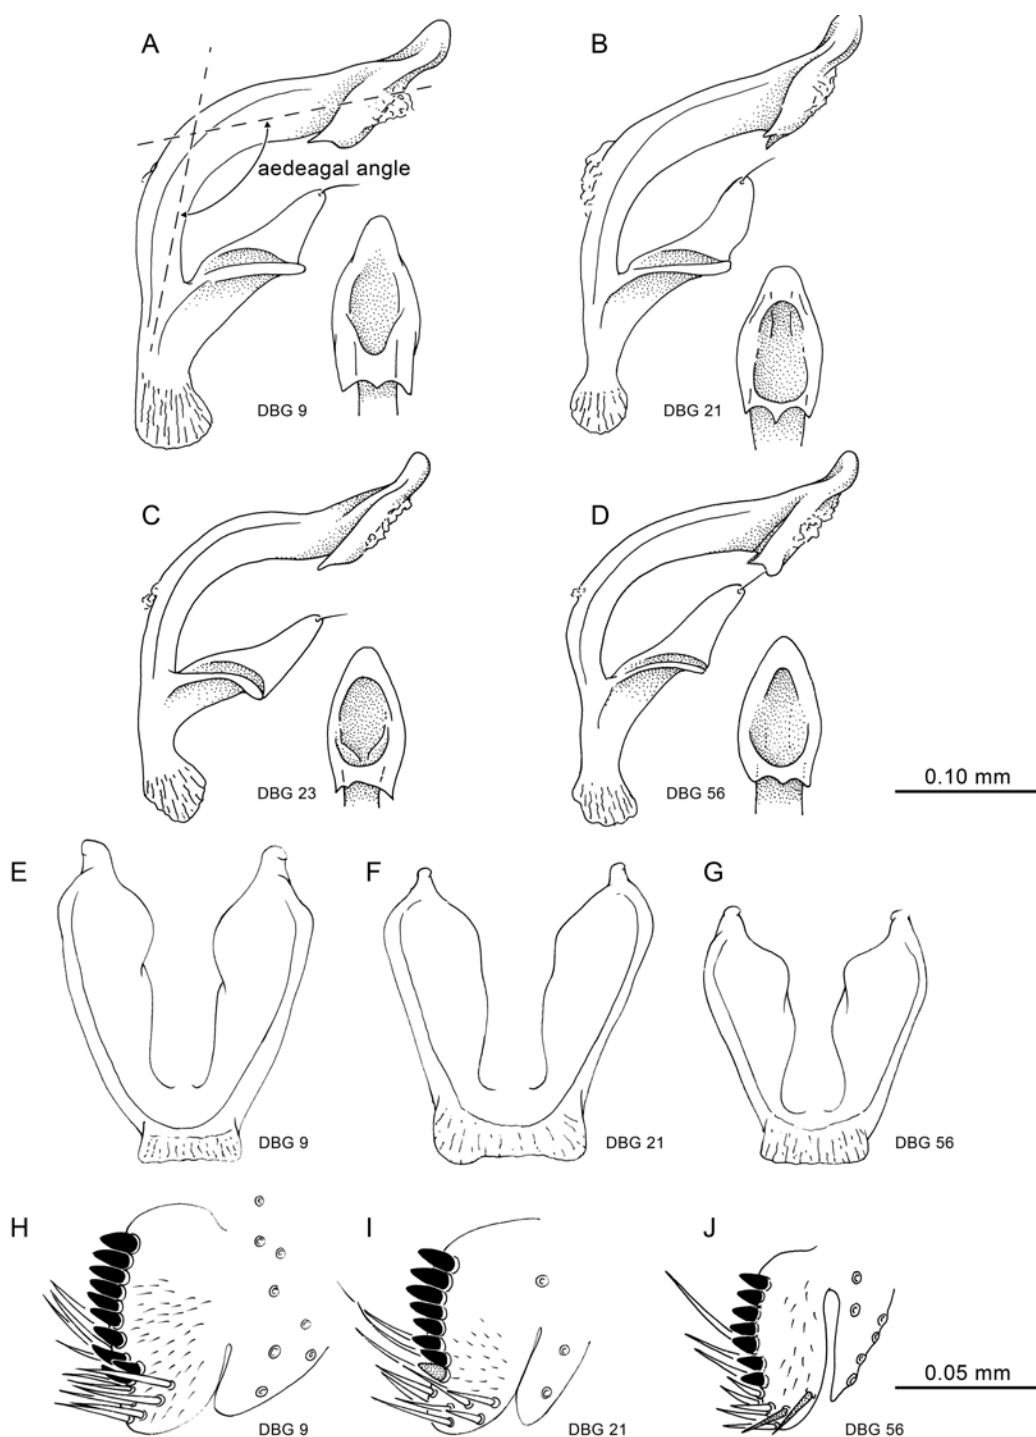 A
B
aedeagal angle
DBG 9
DBG 21
C
D
DBG 23
DBG 56
0.10 mm
E
F
G
DBG 9
DBG 21
DBG 56
H
I
J
0.05 mm
DBG 9
DBG 21
DBG 56